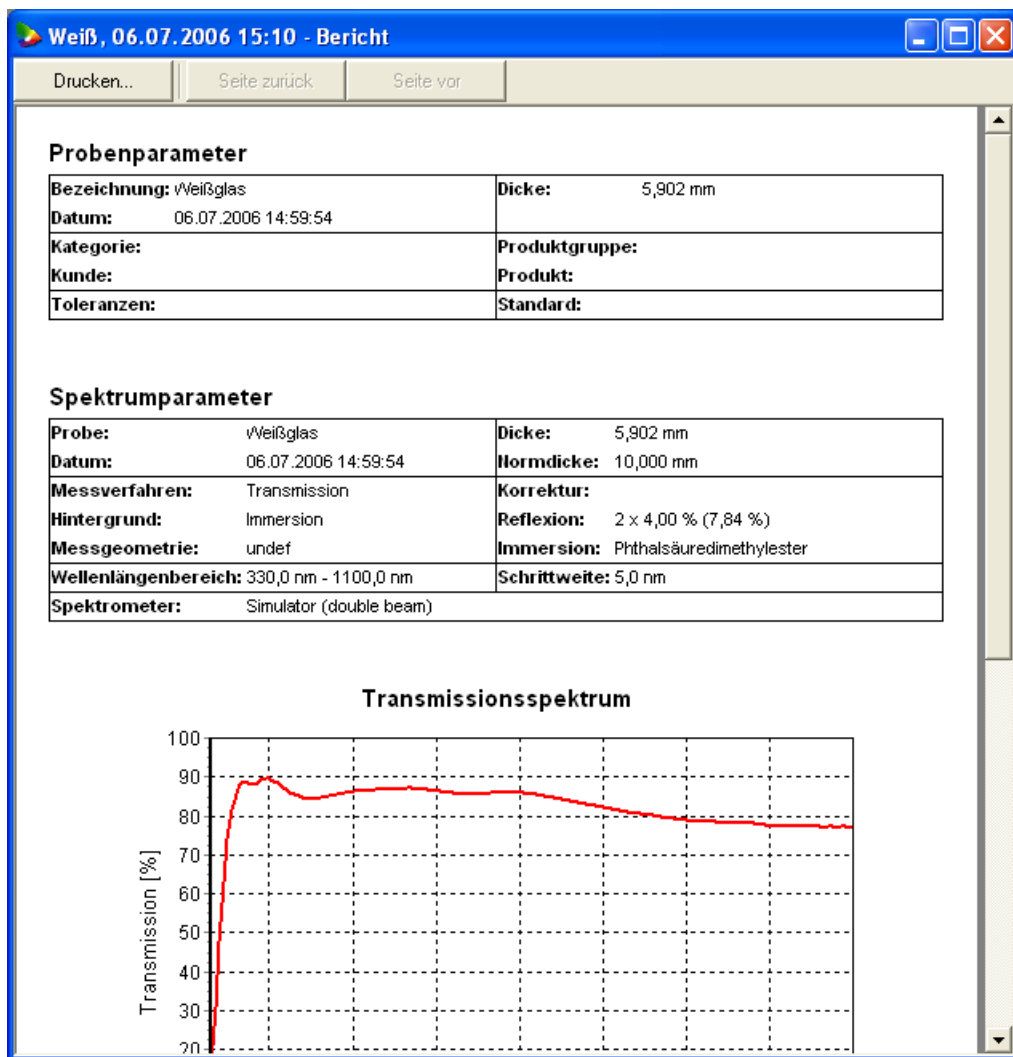 Weiß, 06.07.2006 15:10 - Bericht
Drucken... Seite zurück Seite vor
Probenparameter
Bezeichnung: Weißglas Dicke: 5,902 mm
Datum: 06.07.2006 14:59:54
Kategorie: Produktgruppe:
Kunde: Produkt:
Toleranzen: Standard:
Spektrumparameter
Probe: Weißglas Dicke: 5,902 mm
Datum: 06.07.2006 14:59:54 Normdicke: 10,000 mm
Messverfahren: Transmission Korrektur:
Hintergrund: Immersion Reflexion: 2 x 4,00 % (7,84 %)
Messgeometrie: undef Immersion: Phthalsäuredimethylester
Wellenlängenbereich: 330,0 nm - 1100,0 nm Schrittweite: 5,0 nm
Spektrometer: Simulator (double beam)
Transmissionsspektrum
Transmission [%]
100
90
80
70
60
50
40
30
20